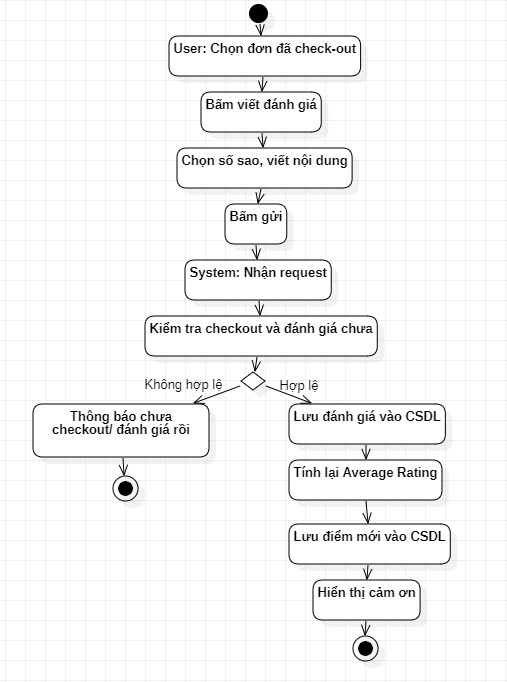 User: Chọn đơn đã check-out
Bấm viết đánh giá
Chọn số sao, viết nội dung
Bấm gửi
System: Nhận request
Kiểm tra checkout và đánh giá chưa
Không hợp lệ
Hợp lệ
Thông báo chưa
checkout/ đánh giá rồi
Lưu đánh giá vào CSDL
Tính lại Average Rating
Lưu điểm mới vào CSDL
Hiển thị cảm ơn